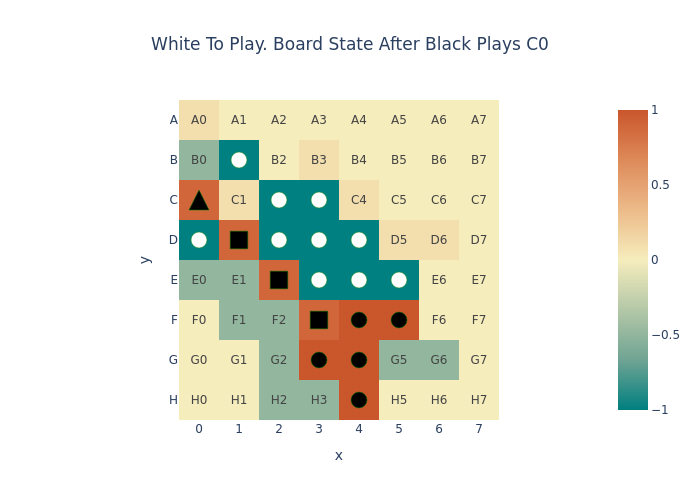 White To Play. Board State After Black Plays C0
A A0 A1 A2 A3 A4 A5 A6 A7
B B0 B2 B3 B4 B5 B6 B7
C C1 C4 C5 C6 C7
D D5 D6 D7
E E0 E1 E6 E7
F F0 F1 F2 F6 F7
G G0 G1 G2 G5 G6 G7
H H0 H1 H2 H3 H5 H6 H7
0 1 2 3 4 5 6 7
x
y
1
0.5
0
−0.5
−1